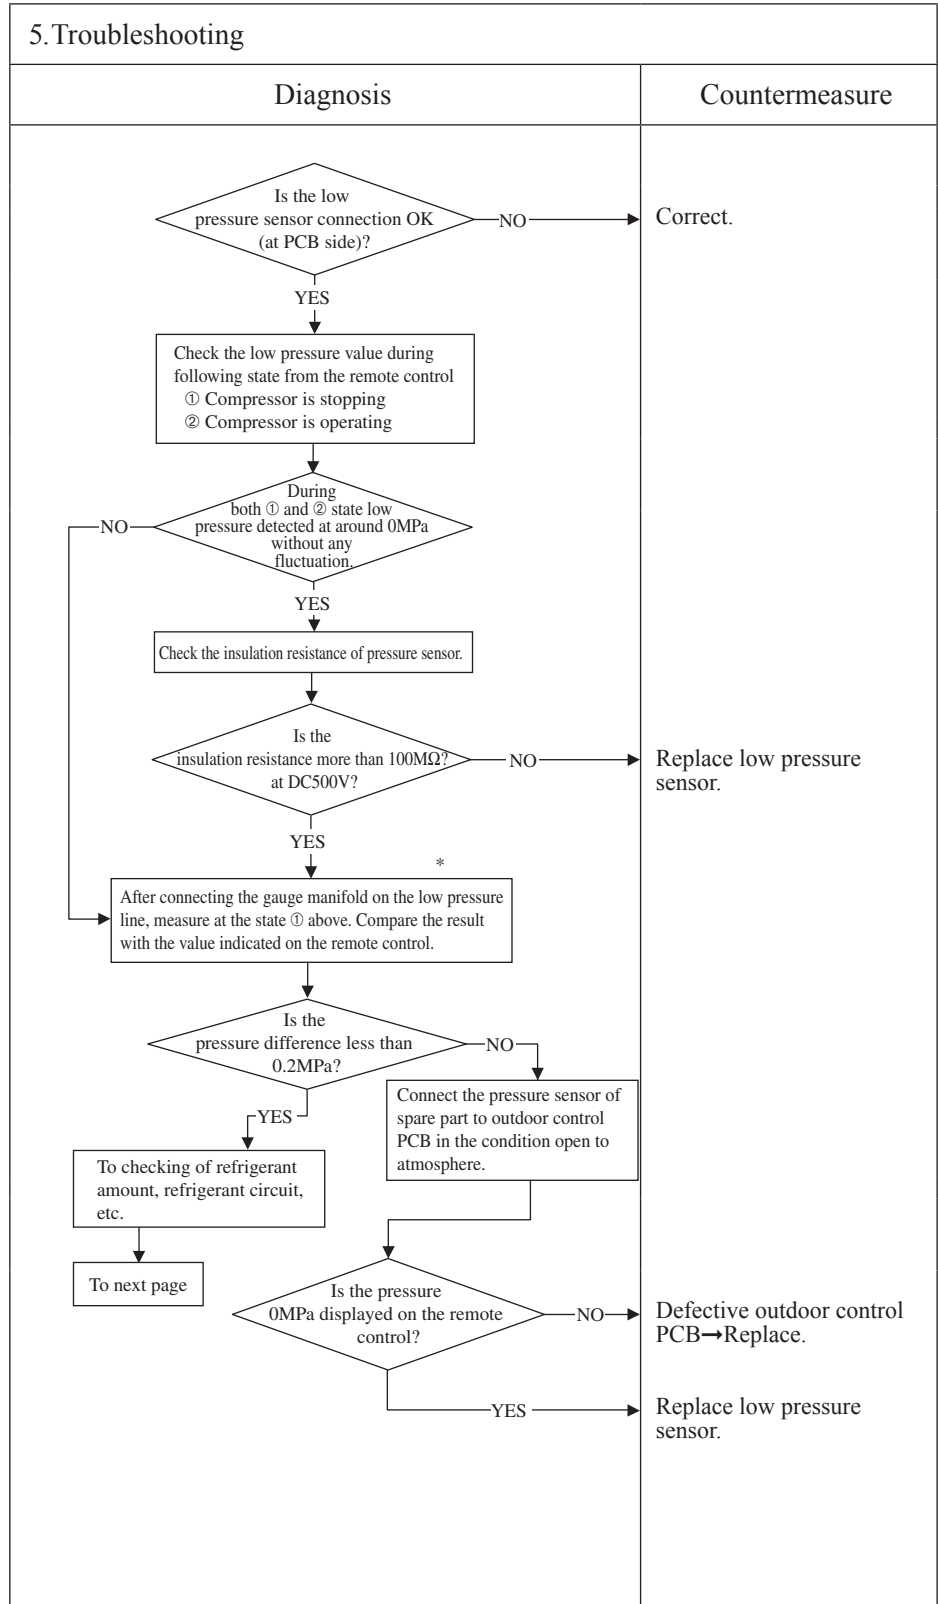 5.Troubleshooting
Diagnosis
Countermeasure
Is the low
pressure sensor connection OK
(at PCB side)?
NO
Correct.
YES
Check the low pressure value during
following state from the remote control
① Compressor is stopping
② Compressor is operating
During
both ① and ② state low
pressure detected at around 0MPa
without any
fluctuation.
NO
YES
Check the insulation resistance of pressure sensor.
Is the
insulation resistance more than 100MΩ?
at DC500V?
NO
Replace low pressure
sensor.
YES
*
After connecting the gauge manifold on the low pressure
line, measure at the state ① above. Compare the result
with the value indicated on the remote control.
Is the
pressure difference less than
0.2MPa?
NO
YES
Connect the pressure sensor of
spare part to outdoor control
PCB in the condition open to
atmosphere.
To checking of refrigerant
amount, refrigerant circuit,
etc.
To next page
Is the pressure
0MPa displayed on the remote
control?
NO
Defective outdoor control
PCB→Replace.
YES
Replace low pressure
sensor.